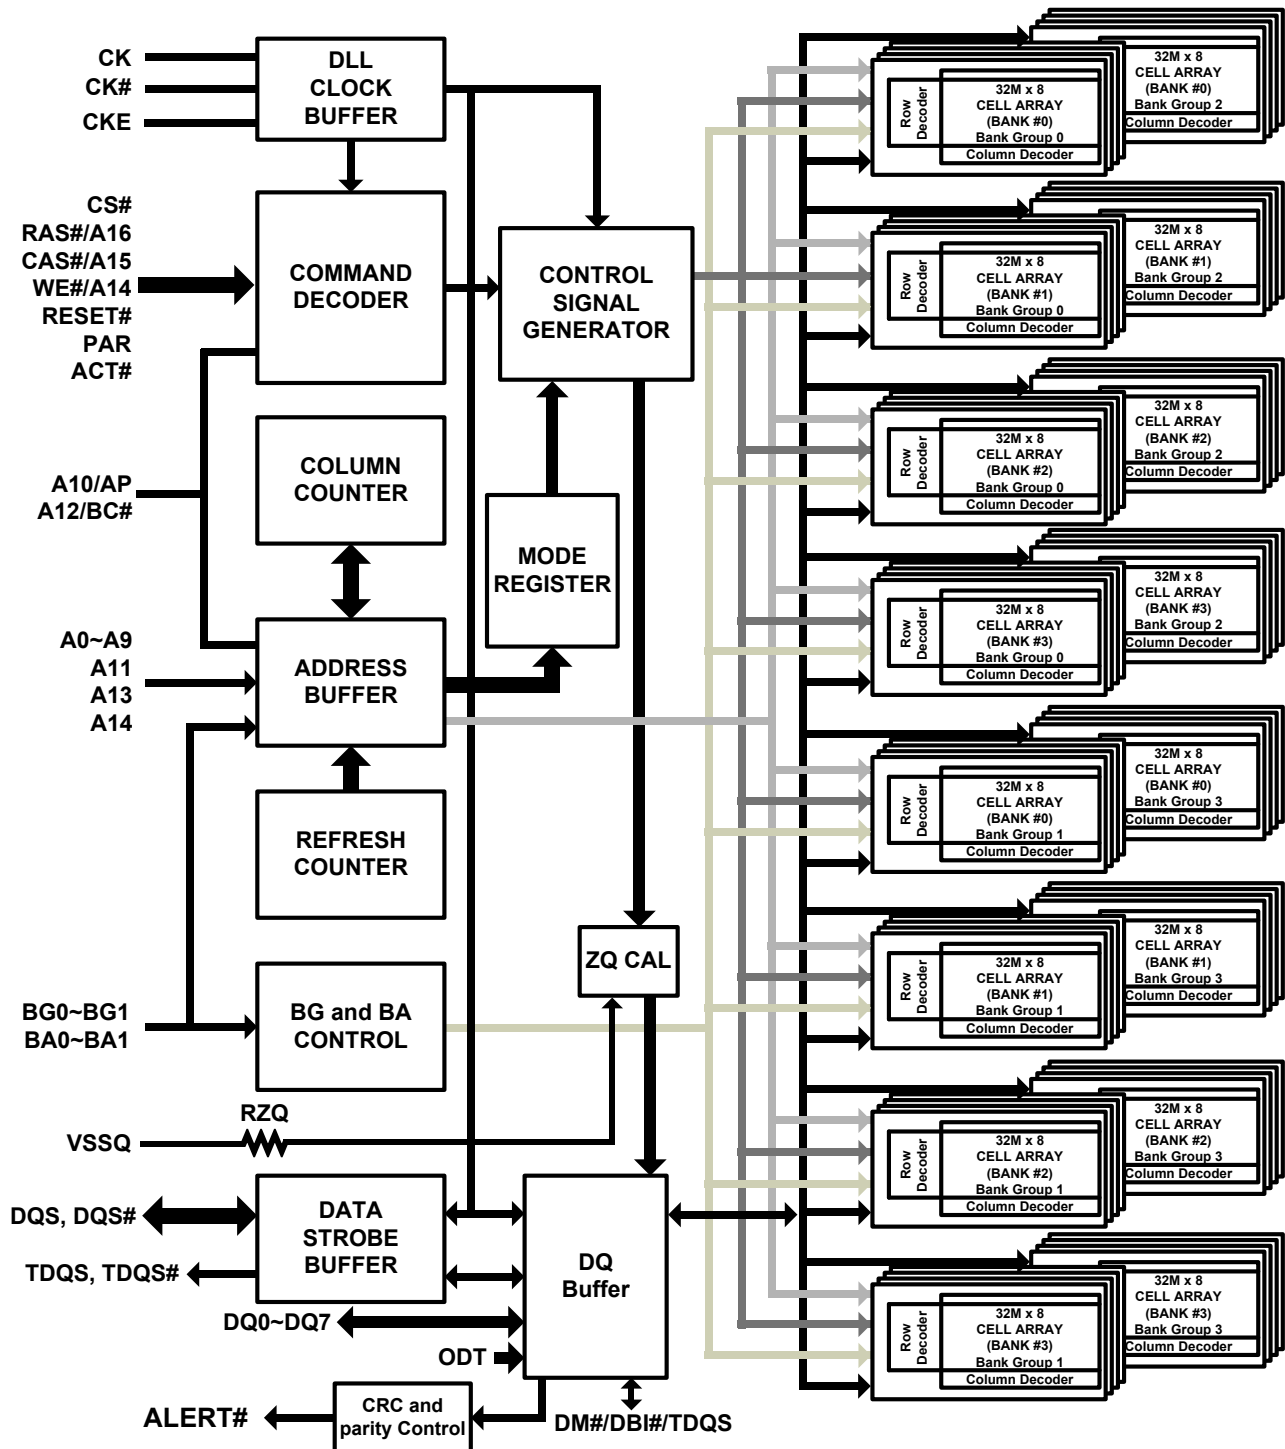 CK
CK#
CKE
DLL
CLOCK
BUFFER
CS#
RAS#/A16
CAS#/A15
WE#/A14
RESET#
PAR
ACT#
COMMAND
DECODER
CONTROL
SIGNAL
GENERATOR
COLUMN
COUNTER
A10/AP
A12/BC#
MODE
REGISTER
A0~A9
A11
A13
A14
ADDRESS
BUFFER
REFRESH
COUNTER
ZQ CAL
BG0~BG1
BA0~BA1
BG and BA
CONTROL
RZQ
VSSQ
DQS, DQS#
TDQS, TDQS#
DATA
STROBE
BUFFER
DQ
Buffer
DQ0~DQ7
ODT
ALERT#
CRC and
parity Control
DM#/DBI#/TDQS
32M x 8
CELL ARRAY
(BANK #0)
Bank Group 2
Column Decoder
Row
Decoder
32M x 8
CELL ARRAY
(BANK #0)
Bank Group 0
Column Decoder
32M x 8
CELL ARRAY
(BANK #1)
Bank Group 2
Column Decoder
Row
Decoder
32M x 8
CELL ARRAY
(BANK #1)
Bank Group 0
Column Decoder
32M x 8
CELL ARRAY
(BANK #2)
Bank Group 2
Column Decoder
Row
Decoder
32M x 8
CELL ARRAY
(BANK #2)
Bank Group 0
Column Decoder
32M x 8
CELL ARRAY
(BANK #3)
Bank Group 2
Column Decoder
Row
Decoder
32M x 8
CELL ARRAY
(BANK #3)
Bank Group 0
Column Decoder
32M x 8
CELL ARRAY
(BANK #0)
Bank Group 3
Column Decoder
Row
Decoder
32M x 8
CELL ARRAY
(BANK #0)
Bank Group 1
Column Decoder
32M x 8
CELL ARRAY
(BANK #1)
Bank Group 3
Column Decoder
Row
Decoder
32M x 8
CELL ARRAY
(BANK #1)
Bank Group 1
Column Decoder
32M x 8
CELL ARRAY
(BANK #2)
Bank Group 3
Column Decoder
Row
Decoder
32M x 8
CELL ARRAY
(BANK #2)
Bank Group 1
Column Decoder
32M x 8
CELL ARRAY
(BANK #3)
Bank Group 3
Column Decoder
Row
Decoder
32M x 8
CELL ARRAY
(BANK #3)
Bank Group 1
Column Decoder